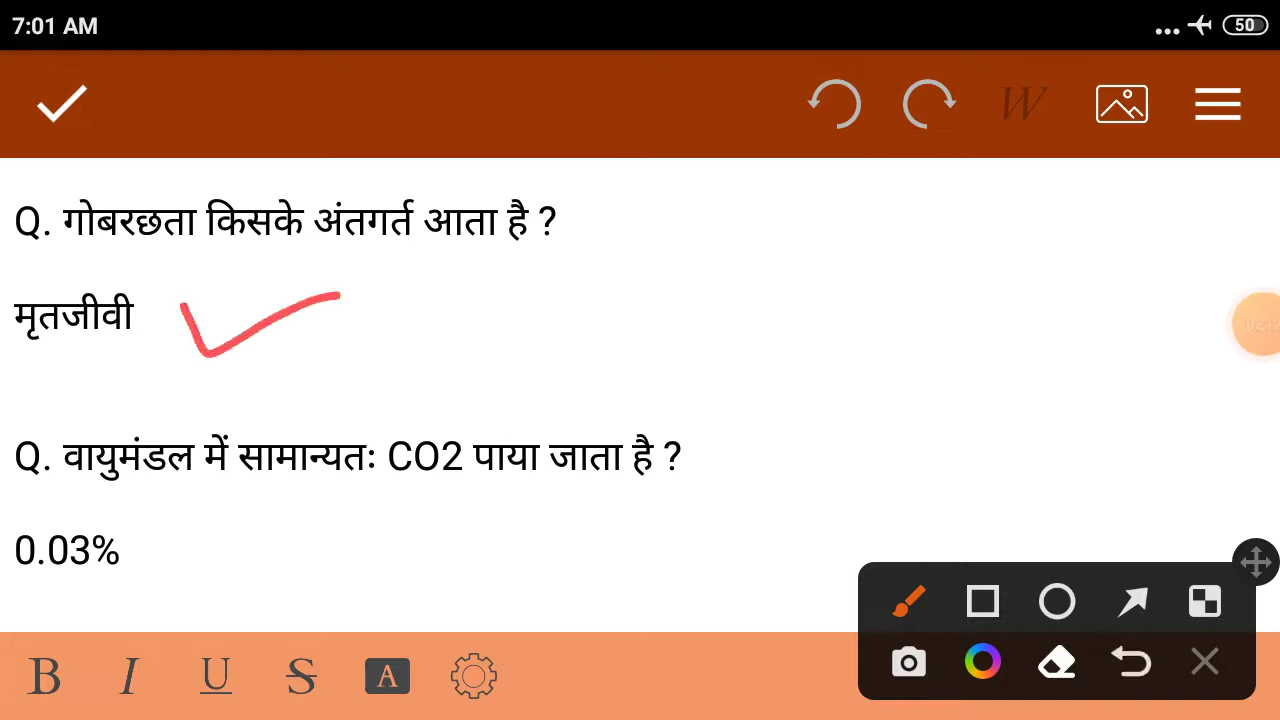 7:01 AM
50
W
Q. गोबरछता किसके अंतगर्त आता है ?
मृतजीवी
Q. वायुमंडल में सामान्यतः CO2 पाया जाता है ?
0.03%
B I U S A